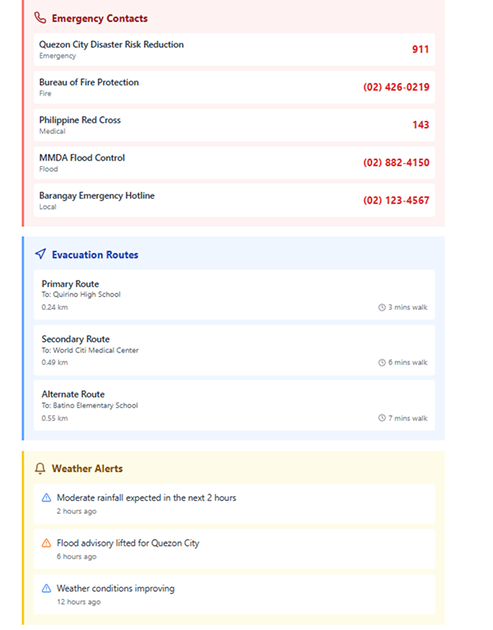 Emergency Contacts
Quezon City Disaster Risk Reduction
Emergency
911
Bureau of Fire Protection
Fire
(02) 426-0219
Philippine Red Cross
Medical
143
MMDA Flood Control
Flood
(02) 882-4150
Barangay Emergency Hotline
Local
(02) 123-4567
Evacuation Routes
Primary Route
To: Quirino High School
0.24 km
3 mins walk
Secondary Route
To: World Citi Medical Center
0.49 km
6 mins walk
Alternate Route
To: Batino Elementary School
0.55 km
7 mins walk
Weather Alerts
Moderate rainfall expected in the next 2 hours
2 hours ago
Flood advisory lifted for Quezon City
6 hours ago
Weather conditions improving
12 hours ago